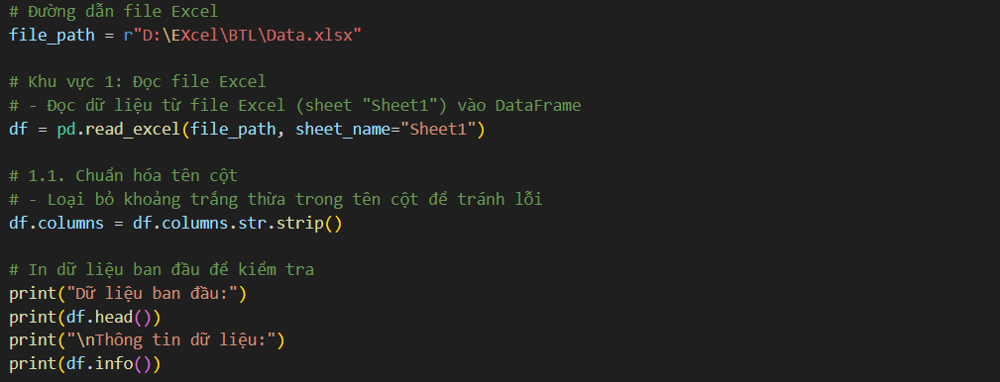 # Đường dẫn file Excel
file_path = r"D:\EXcel\BTL\Data.xlsx"
# Khu vực 1: Đọc file Excel
# - Đọc dữ liệu từ file Excel (sheet "Sheet1") vào DataFrame
df = pd.read_excel(file_path, sheet_name="Sheet1")
# 1.1. Chuẩn hóa tên cột
# - Loại bỏ khoảng trắng thừa trong tên cột để tránh lỗi
df.columns = df.columns.str.strip()
# In dữ liệu ban đầu để kiểm tra
print("Dữ liệu ban đầu:")
print(df.head())
print("\nThông tin dữ liệu:")
print(df.info())